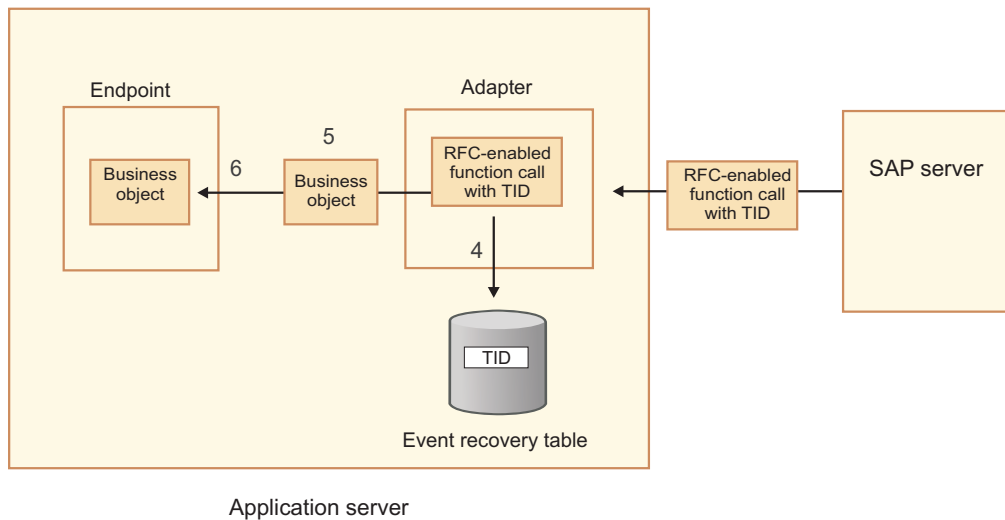 Endpoint
Adapter
5
6
Business
object
Business
object
RFC-enabled
function call
with TID
RFC-enabled
function call
with TID
SAP server
4
TID
Event recovery table
Application server